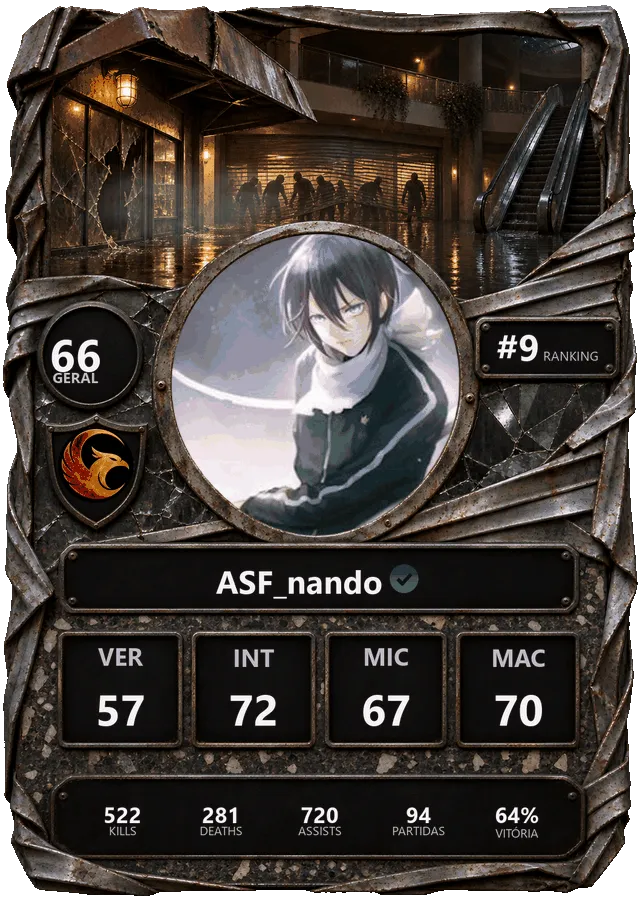 66
GERAL
#9 RANKING
ASF_nando
VER INT MIC MAC
57 72 67 70
522 281 720 94 64%
KILLS DEATHS ASSISTS PARTIDAS VITÓRIA